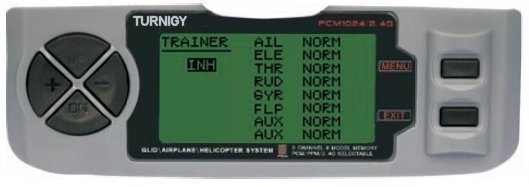 TURNIGY
PCM1024/2.4G
TRAINER
INH
AIL NORM
ELE NORM
THR NORM
RUD NORM
GYR NORM
FLP NORM
AUX NORM
AUX NORM
MENU
EXIT
UP
+
-
DN
GLID\AIRPLANE\HELICOPTER SYSTEM
9 CHANNEL 8 MODEL MEMORY
PCM/PPM/2.4G SELECTABLE